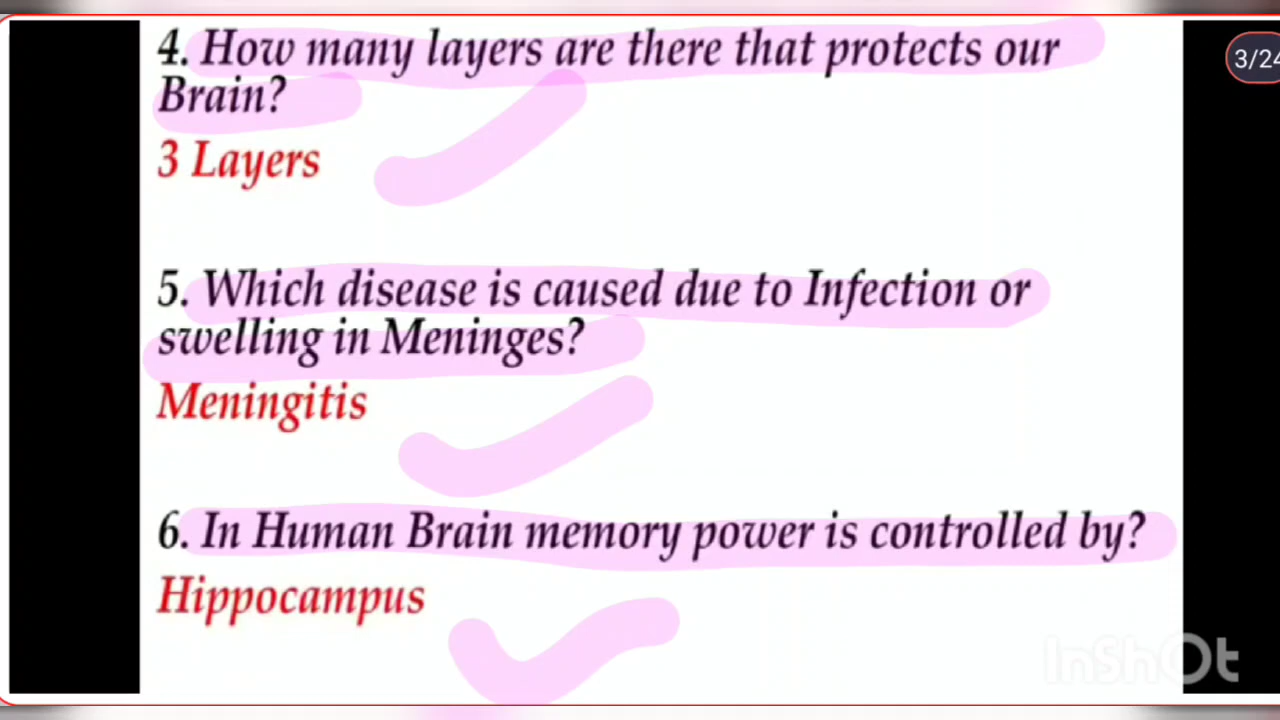 4. How many layers are there that protects our
Brain?
3 Layers
3/24
5. Which disease is caused due to Infection or
swelling in Meninges?
Meningitis
6. In Human Brain memory power is controlled by?
Hippocampus
InShOt